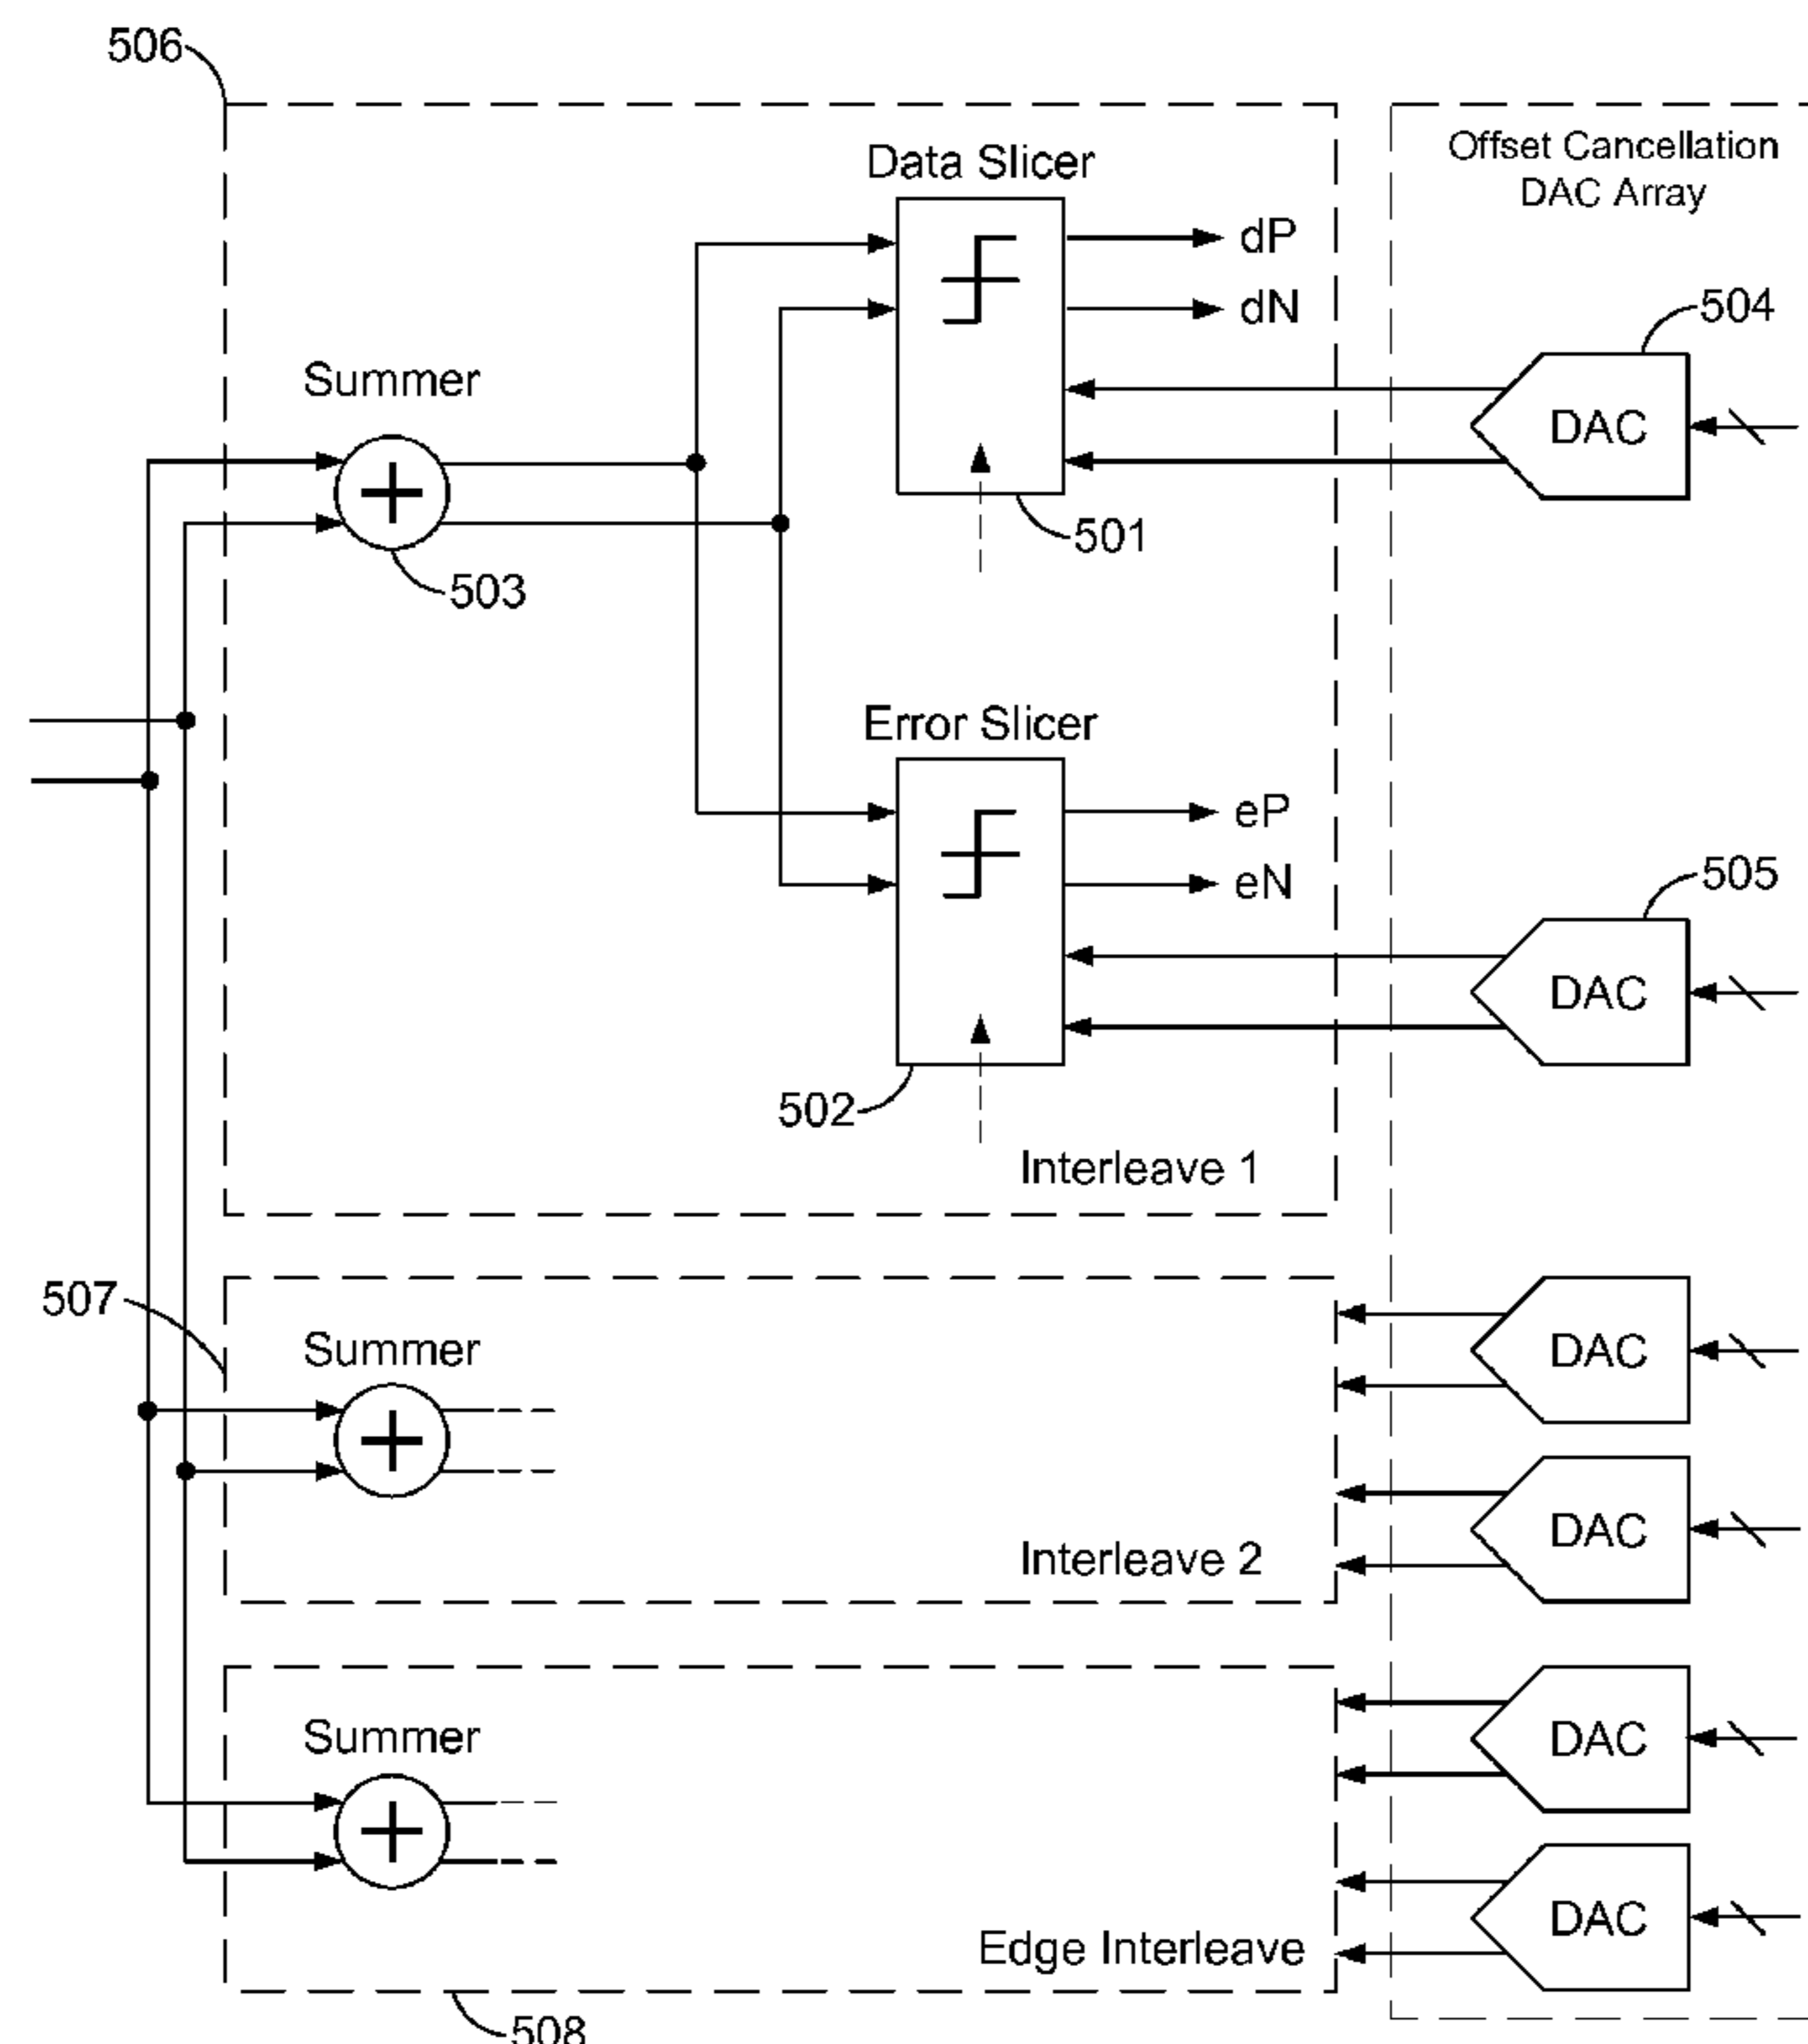 506
Offset Cancellation
DAC Array
Data Slicer
dP
dN
504
DAC
Summer
501
503
Error Slicer
eP
eN
505
DAC
502
Interleave 1
507
Summer
DAC
DAC
Interleave 2
Summer
DAC
DAC
Edge Interleave
508